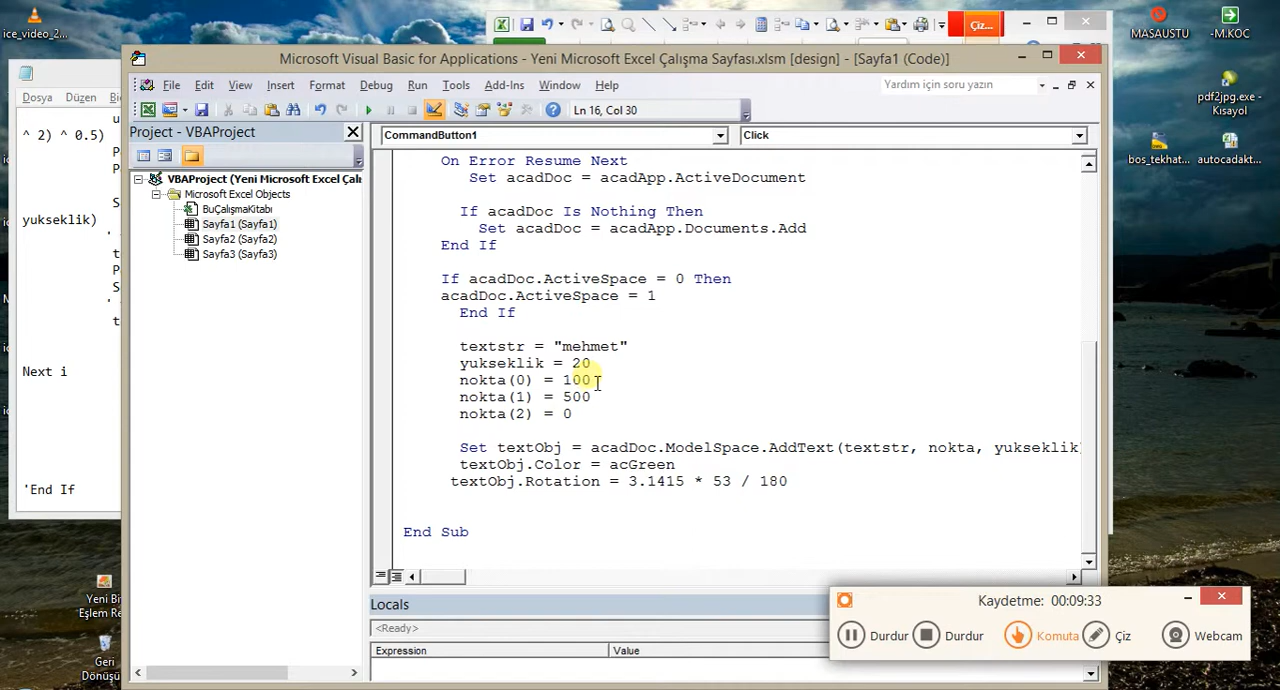 ice_video_2...
Çiz...
MASAUSTU
-M.KOC
Microsoft Visual Basic for Applications - Yeni Microsoft Excel Çalışma Sayfası.xlsm [design] - [Sayfa1 (Code)]
File Edit View Insert Format Debug Run Tools Add-Ins Window Help
Yardım için soru yazın
Dosya Düzen
Ln 16, Col 30
pdf2jpg.exe -
Kısayol
^ 2) ^ 0.5)
Project - VBAProject
CommandButton1
Click
VBAProject (Yeni Microsoft Excel Çalı
Microsoft Excel Objects
BuÇalışmaKitabı
Sayfa1 (Sayfa1)
Sayfa2 (Sayfa2)
Sayfa3 (Sayfa3)
bos_tekhat...
autocadakt...
yukseklik)
Next i
'End If
On Error Resume Next
Set acadDoc = acadApp.ActiveDocument
If acadDoc Is Nothing Then
Set acadDoc = acadApp.Documents.Add
End If
If acadDoc.ActiveSpace = 0 Then
acadDoc.ActiveSpace = 1
End If
textstr = "mehmet"
yukseklik = 20
nokta(0) = 100
nokta(1) = 500
nokta(2) = 0
Set textObj = acadDoc.ModelSpace.AddText(textstr, nokta, yukseklik
textObj.Color = acGreen
textObj.Rotation = 3.1415 * 53 / 180
End Sub
Locals
<Ready>
Expression Value
Yeni Bit
Eşlem Re
Geri
Dönüşü
Kaydetme: 00:09:33
Durdur Durdur Komuta Çiz Webcam